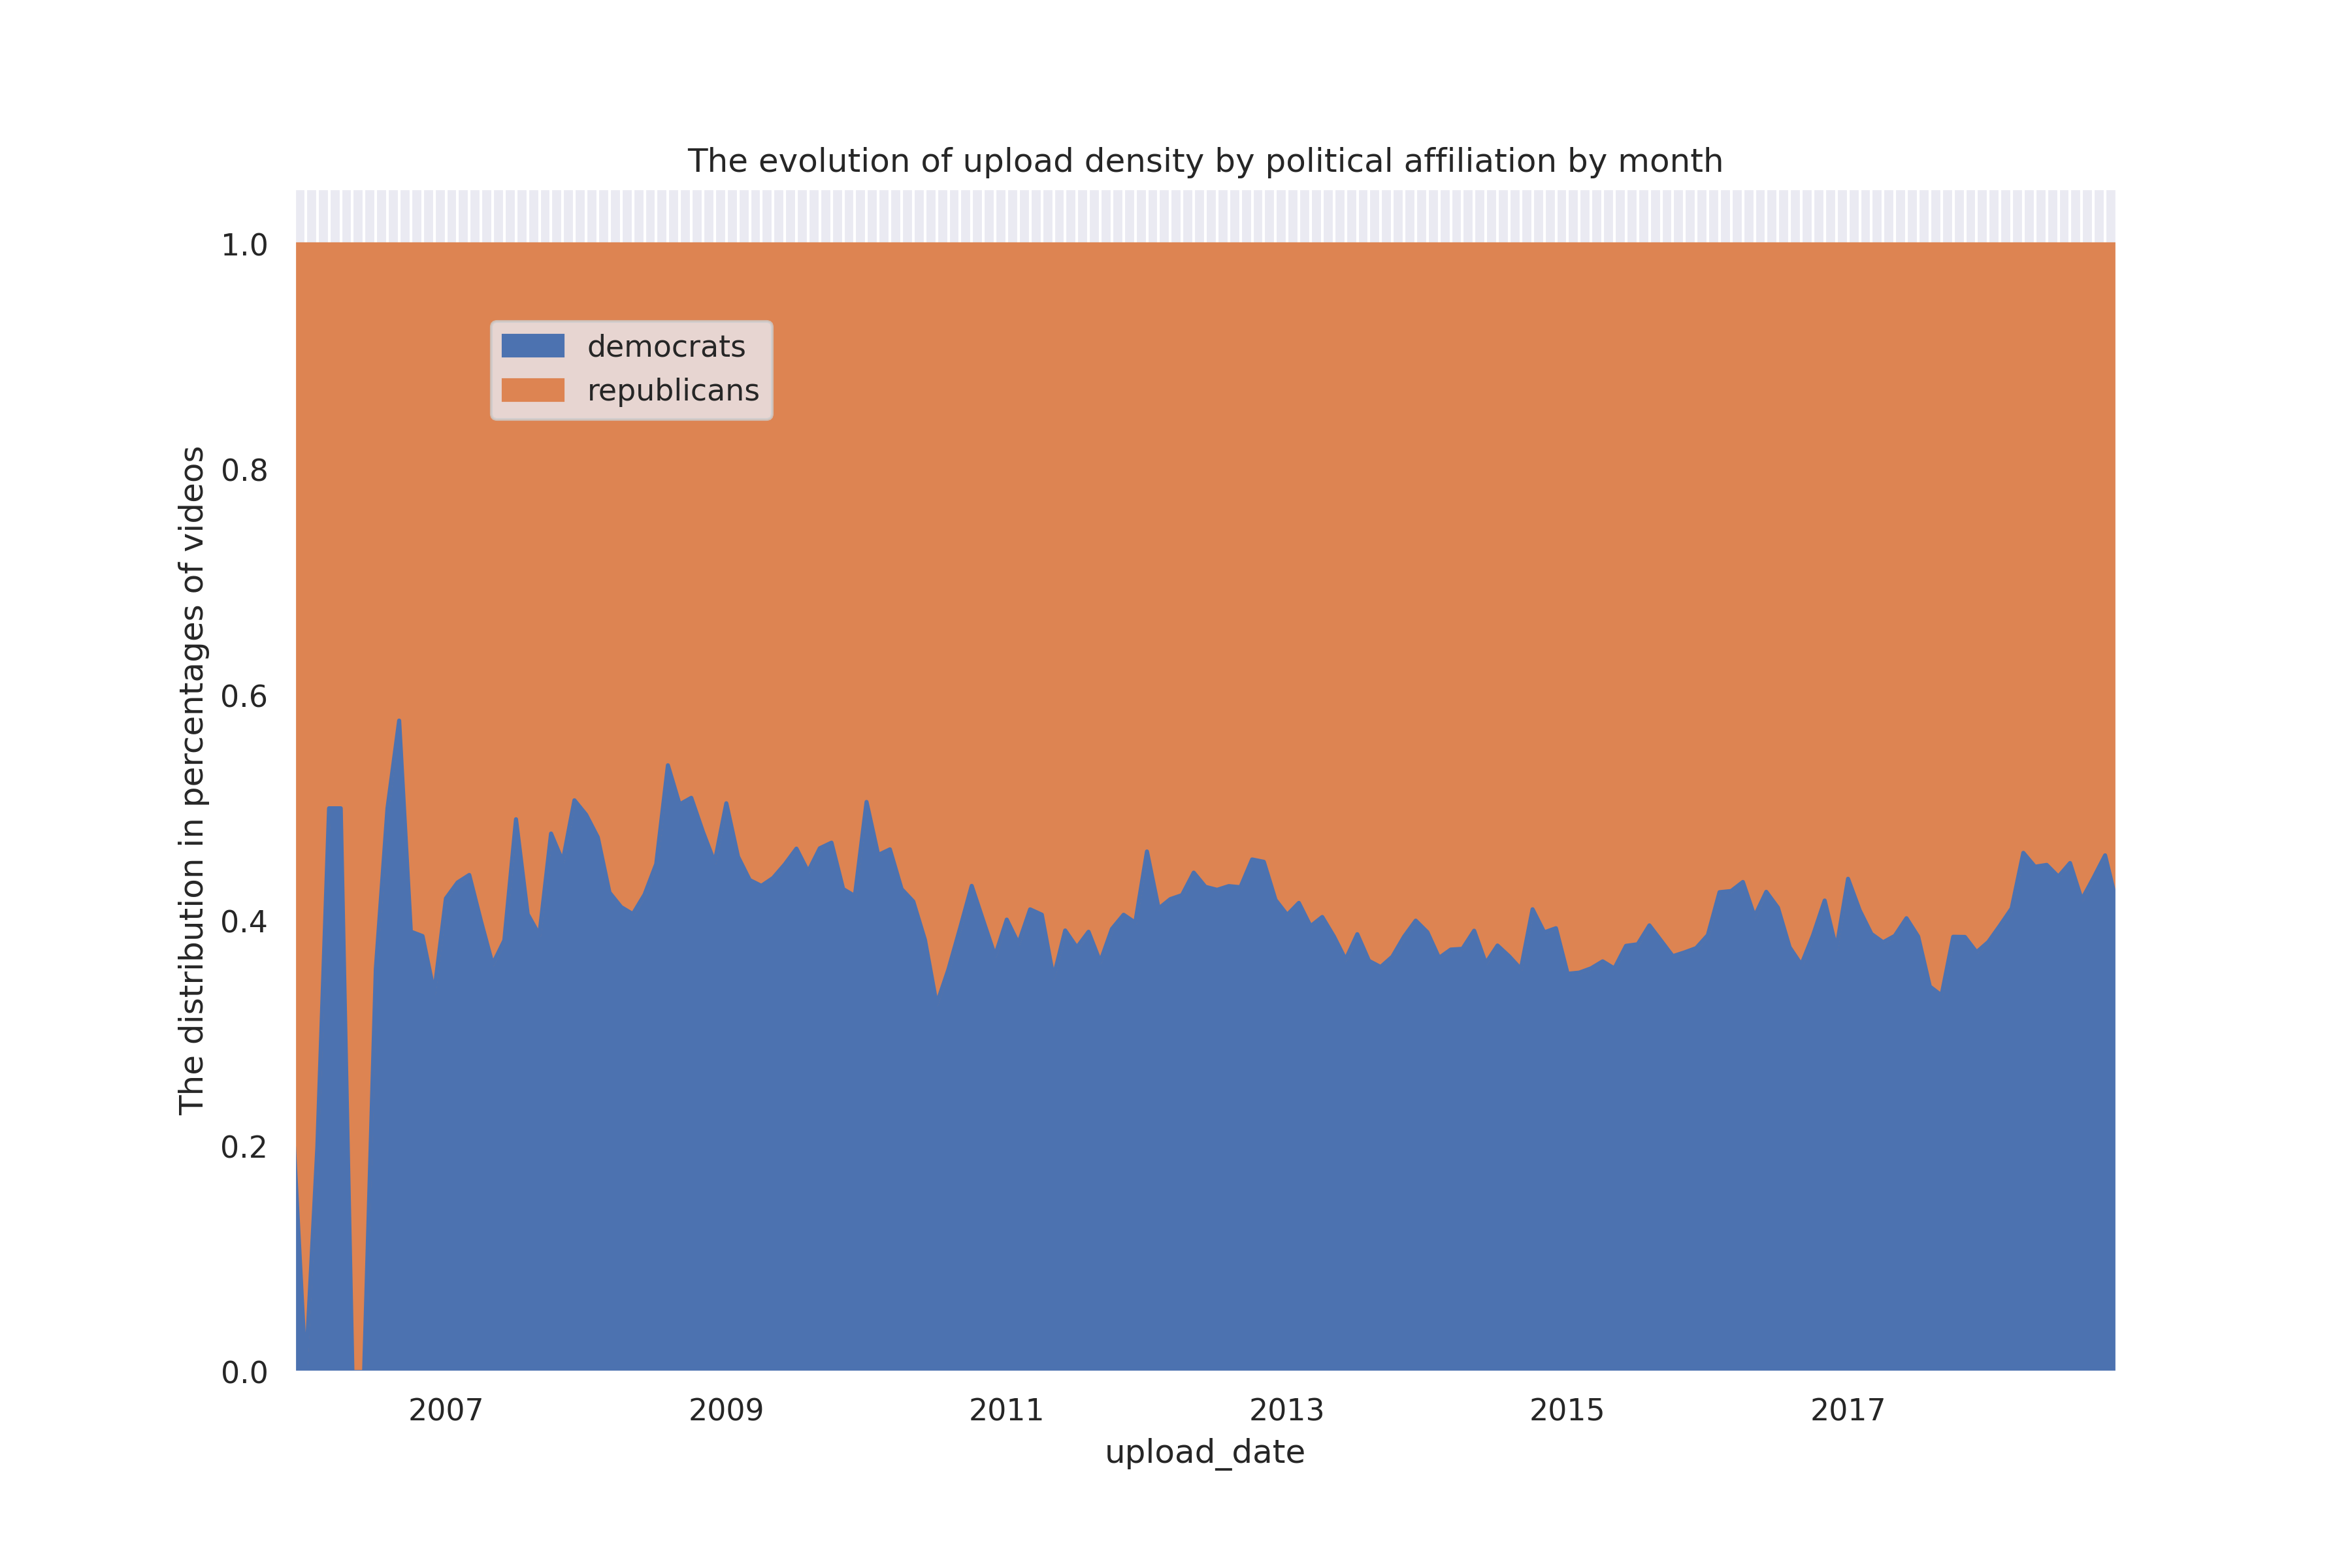 The evolution of upload density by political affiliation by month
1.0
0.8
0.6
0.4
0.2
0.0
The distribution in percentages of videos
democrats
republicans
2007 2009 2011 2013 2015 2017
upload_date